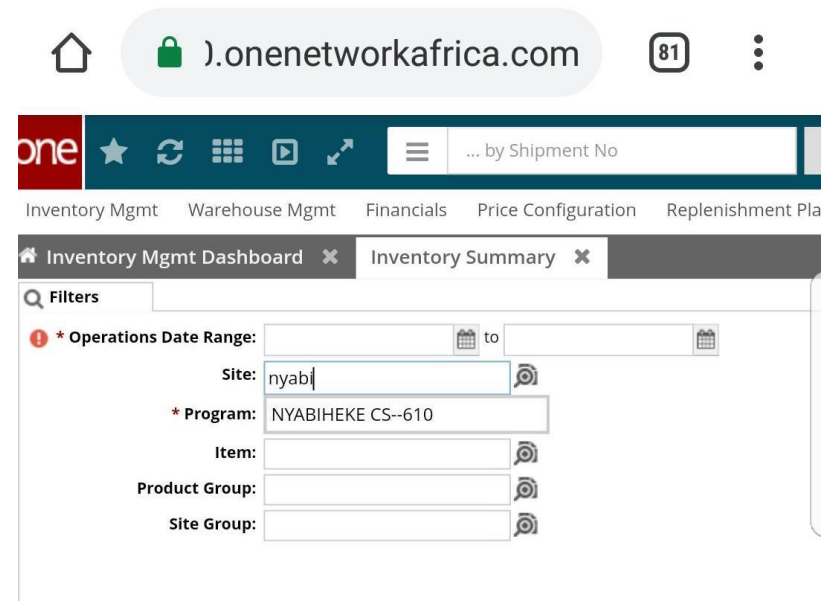 ).onenetworkafrica.com 81
one ... by Shipment No
Inventory Mgmt Warehouse Mgmt Financials Price Configuration Replenishment Pla
Inventory Mgmt Dashboard Inventory Summary
Filters
* Operations Date Range: to
Site: nyabi
* Program: NYABIHEKE CS--610
Item:
Product Group:
Site Group: